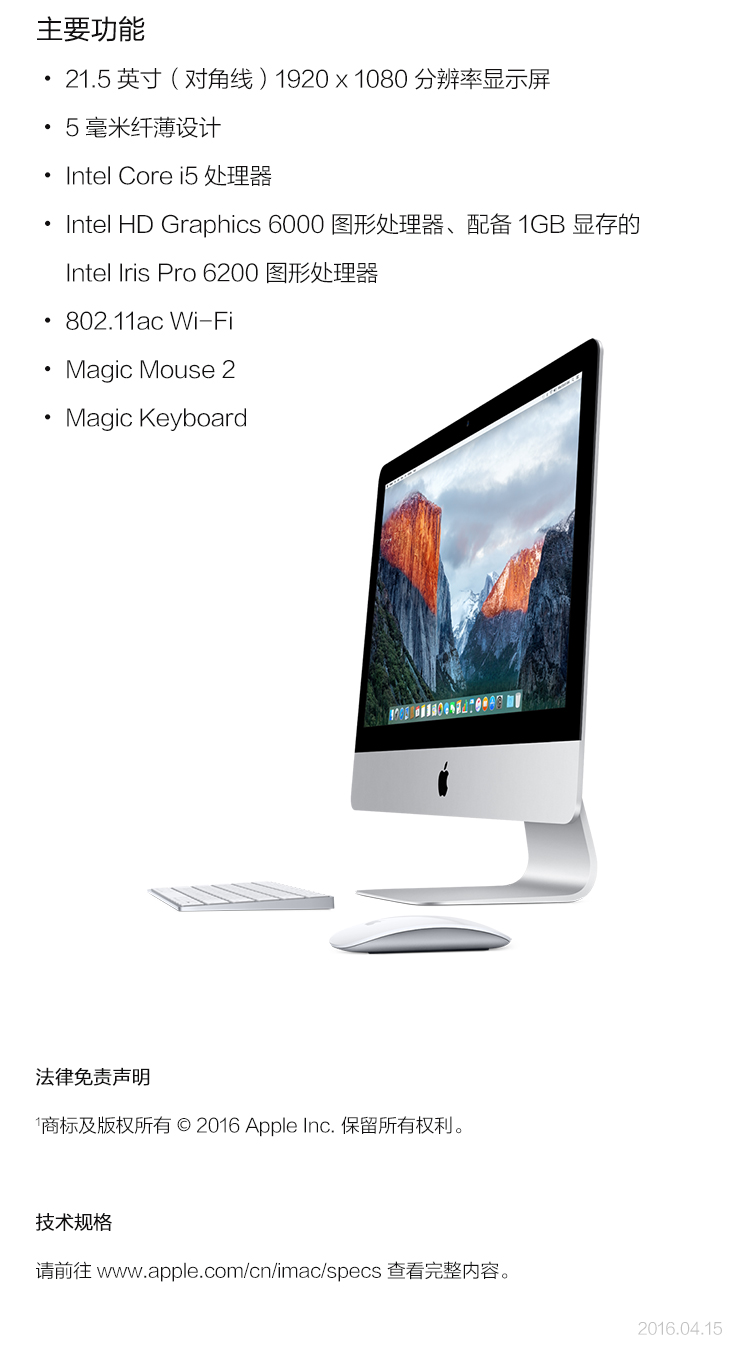 主要功能
• 21.5 英寸（对角线）1920 x 1080 分辨率显示屏
• 5 毫米纤薄设计
• Intel Core i5 处理器
• Intel HD Graphics 6000 图形处理器、配备 1GB 显存的
Intel Iris Pro 6200 图形处理器
• 802.11ac Wi-Fi
• Magic Mouse 2
• Magic Keyboard
法律免责声明
¹商标及版权所有 © 2016 Apple Inc. 保留所有权利。
技术规格
请前往 www.apple.com/cn/imac/specs 查看完整内容。
2016.04.15